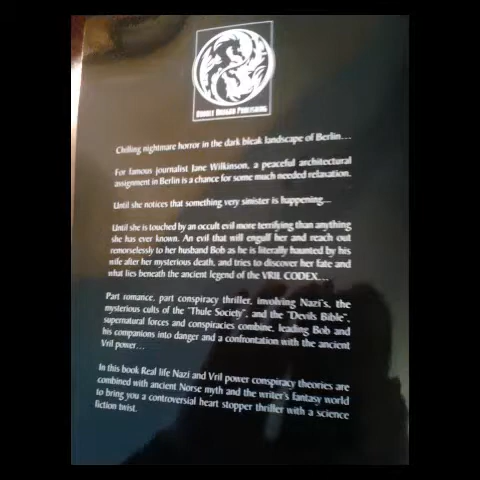 DOUBLE DRAGON PUBLISHING
Chilling nightmare horror in the dark bleak landscape of Berlin...
For famous journalist Jane Wilkinson, a peaceful architectural
assignment in Berlin is a chance for some much needed relaxation.
Until she notices that something very sinister is happening...
Until she is touched by an occult evil more terrifying than anything
she has ever known. An evil that will engulf her and reach out
remorselessly to her husband Bob as he is literally haunted by his
wife after her mysterious death, and tries to discover her fate and
what lies beneath the ancient legend of the VRIL CODEX...
Part romance, part conspiracy thriller, involving Nazi's, the
mysterious cults of the "Thule Society", and the "Devils Bible",
supernatural forces and conspiracies combine, leading Bob and
his companions into danger and a confrontation with the ancient
Vril power...
In this book Real life Nazi and Vril power conspiracy theories are
combined with ancient Norse myth and the writer's fantasy world
to bring you a controversial heart stopper thriller with a science
fiction twist.